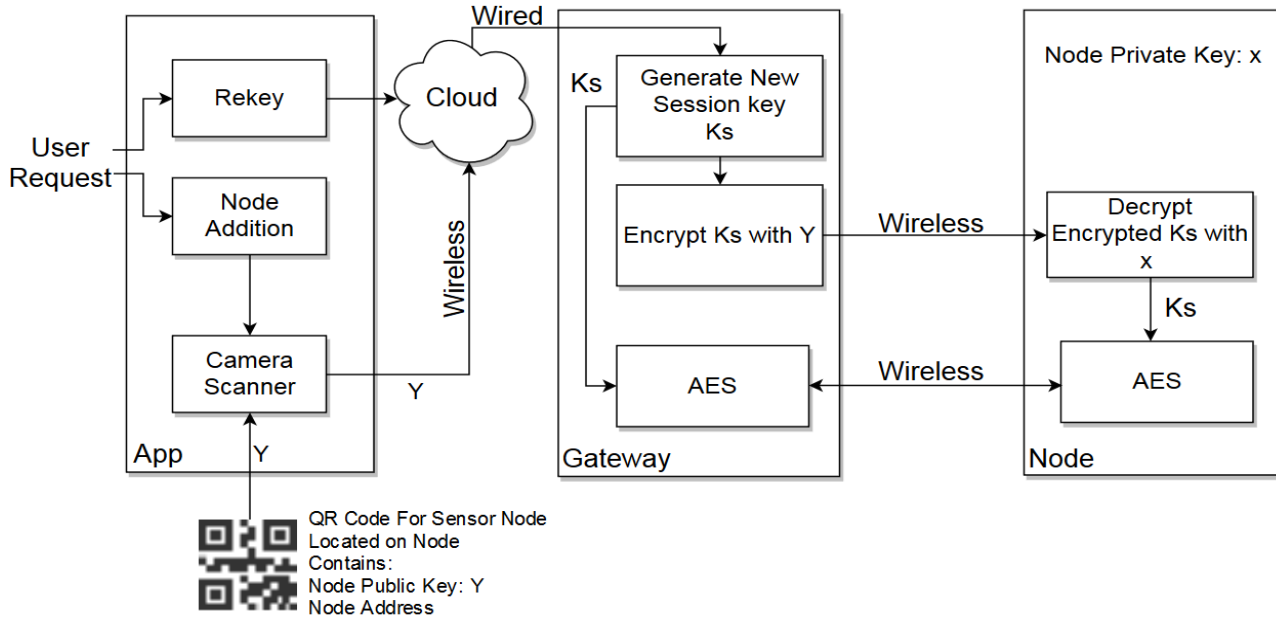 User
Request
Rekey
Node
Addition
Camera
Scanner
Y
App
QR Code For Sensor Node
Located on Node
Contains:
Node Public Key: Y
Node Address
Y
Wireless
Cloud
Wired
Ks
Generate New
Session key
Ks
Encrypt Ks with Y
AES
Gateway
Wireless
Wireless
Node Private Key: x
Decrypt
Encrypted Ks with
x
Ks
AES
Node